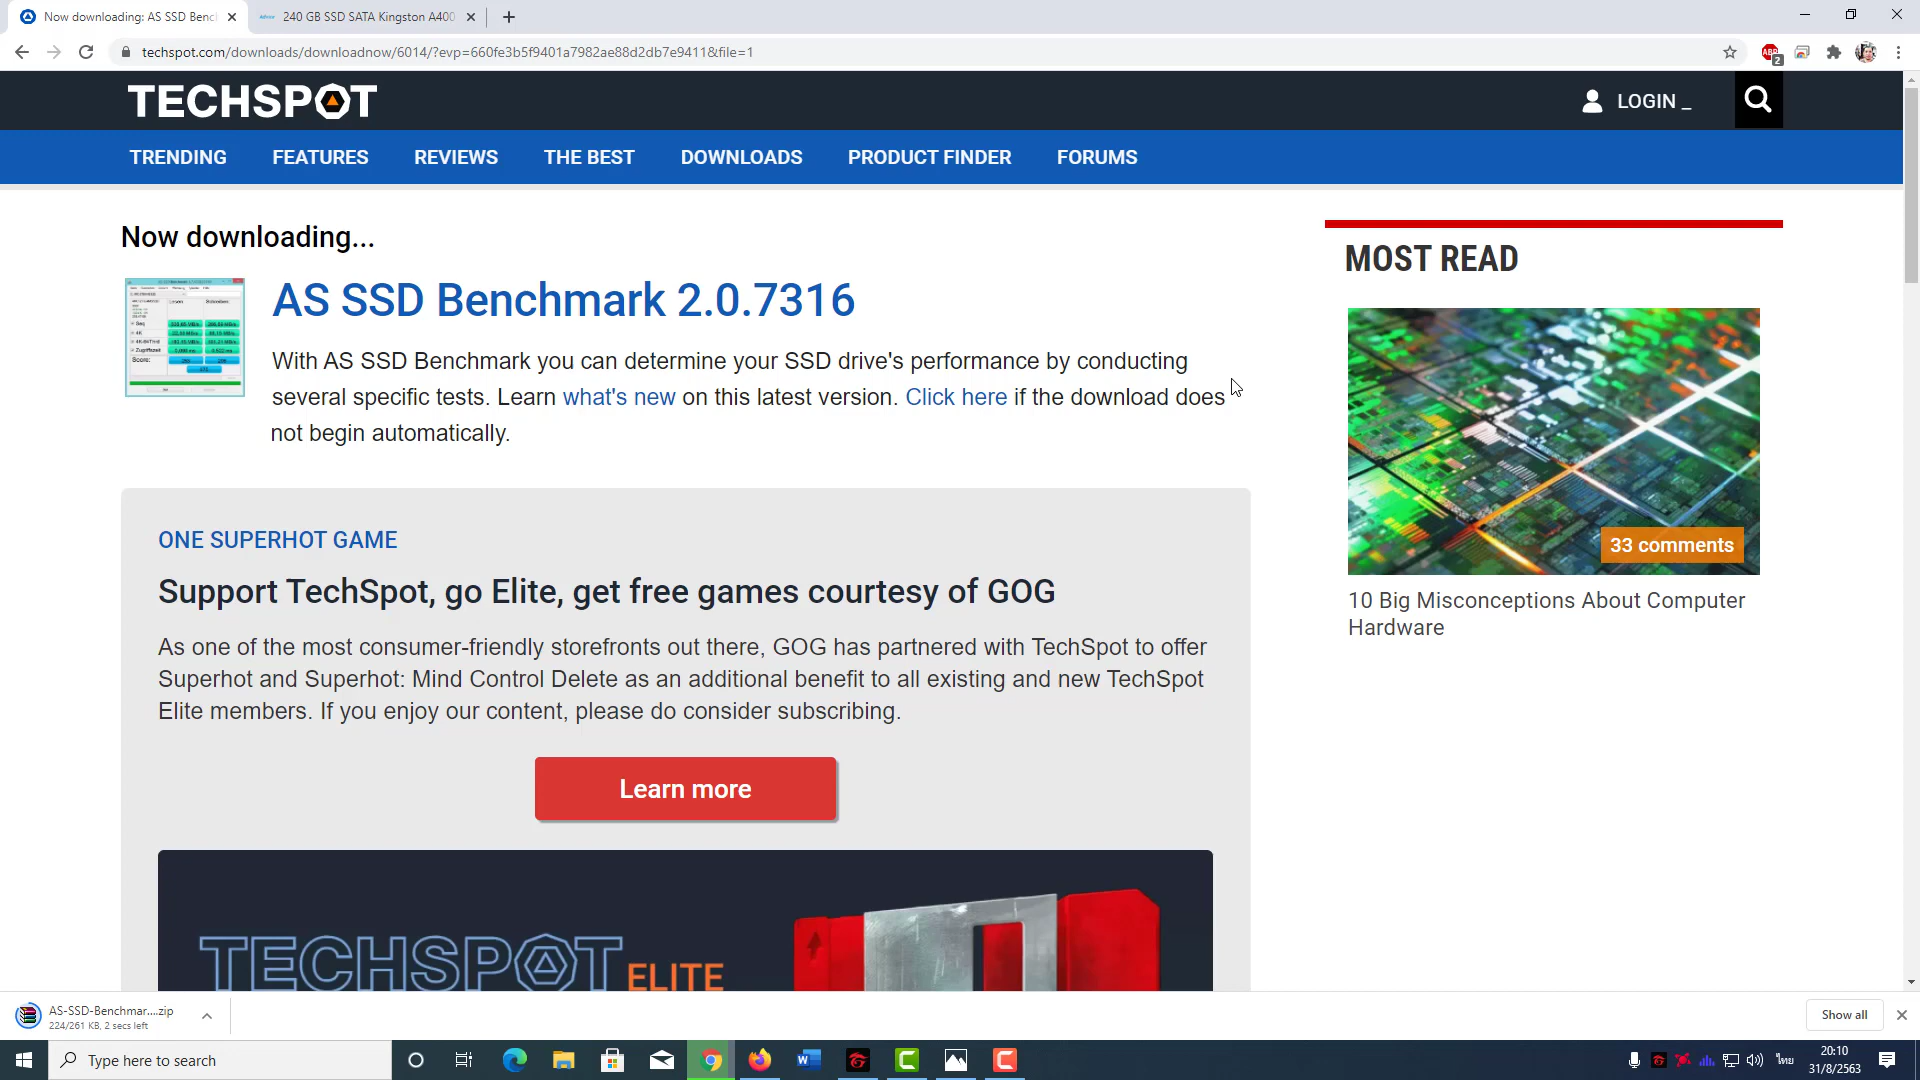 Now downloading: AS SSD Benc
240 GB SSD SATA Kingston A400
techspot.com/downloads/downloadnow/6014/?evp=660fe3b5f9401a7982ae88d2db7e9411&file=1
ABP
2
TECHSPOT
LOGIN _
TRENDING
FEATURES
REVIEWS
THE BEST
DOWNLOADS
PRODUCT FINDER
FORUMS
Now downloading...
AS SSD Benchmark 2.0.7316
With AS SSD Benchmark you can determine your SSD drive's performance by conducting
several specific tests. Learn what's new on this latest version. Click here if the download does
not begin automatically.
MOST READ
33 comments
10 Big Misconceptions About Computer
Hardware
ONE SUPERHOT GAME
Support TechSpot, go Elite, get free games courtesy of GOG
As one of the most consumer-friendly storefronts out there, GOG has partnered with TechSpot to offer
Superhot and Superhot: Mind Control Delete as an additional benefit to all existing and new TechSpot
Elite members. If you enjoy our content, please do consider subscribing.
Learn more
TECHSPOT ELITE
AS-SSD-Benchmar....zip
224/261 KB, 2 secs left
Show all
Type here to search
ไทย
20:10
31/8/2563